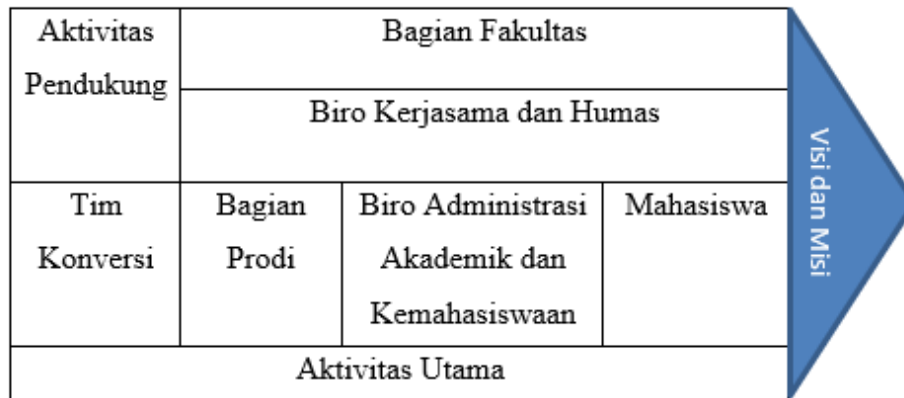 Aktivitas
Pendukung
Bagian Fakultas
Biro Kerjasama dan Humas
Tim
Konversi
Bagian
Prodi
Biro Administrasi
Akademik dan
Kemahasiswaan
Mahasiswa
Aktivitas Utama
Visi dan Misi